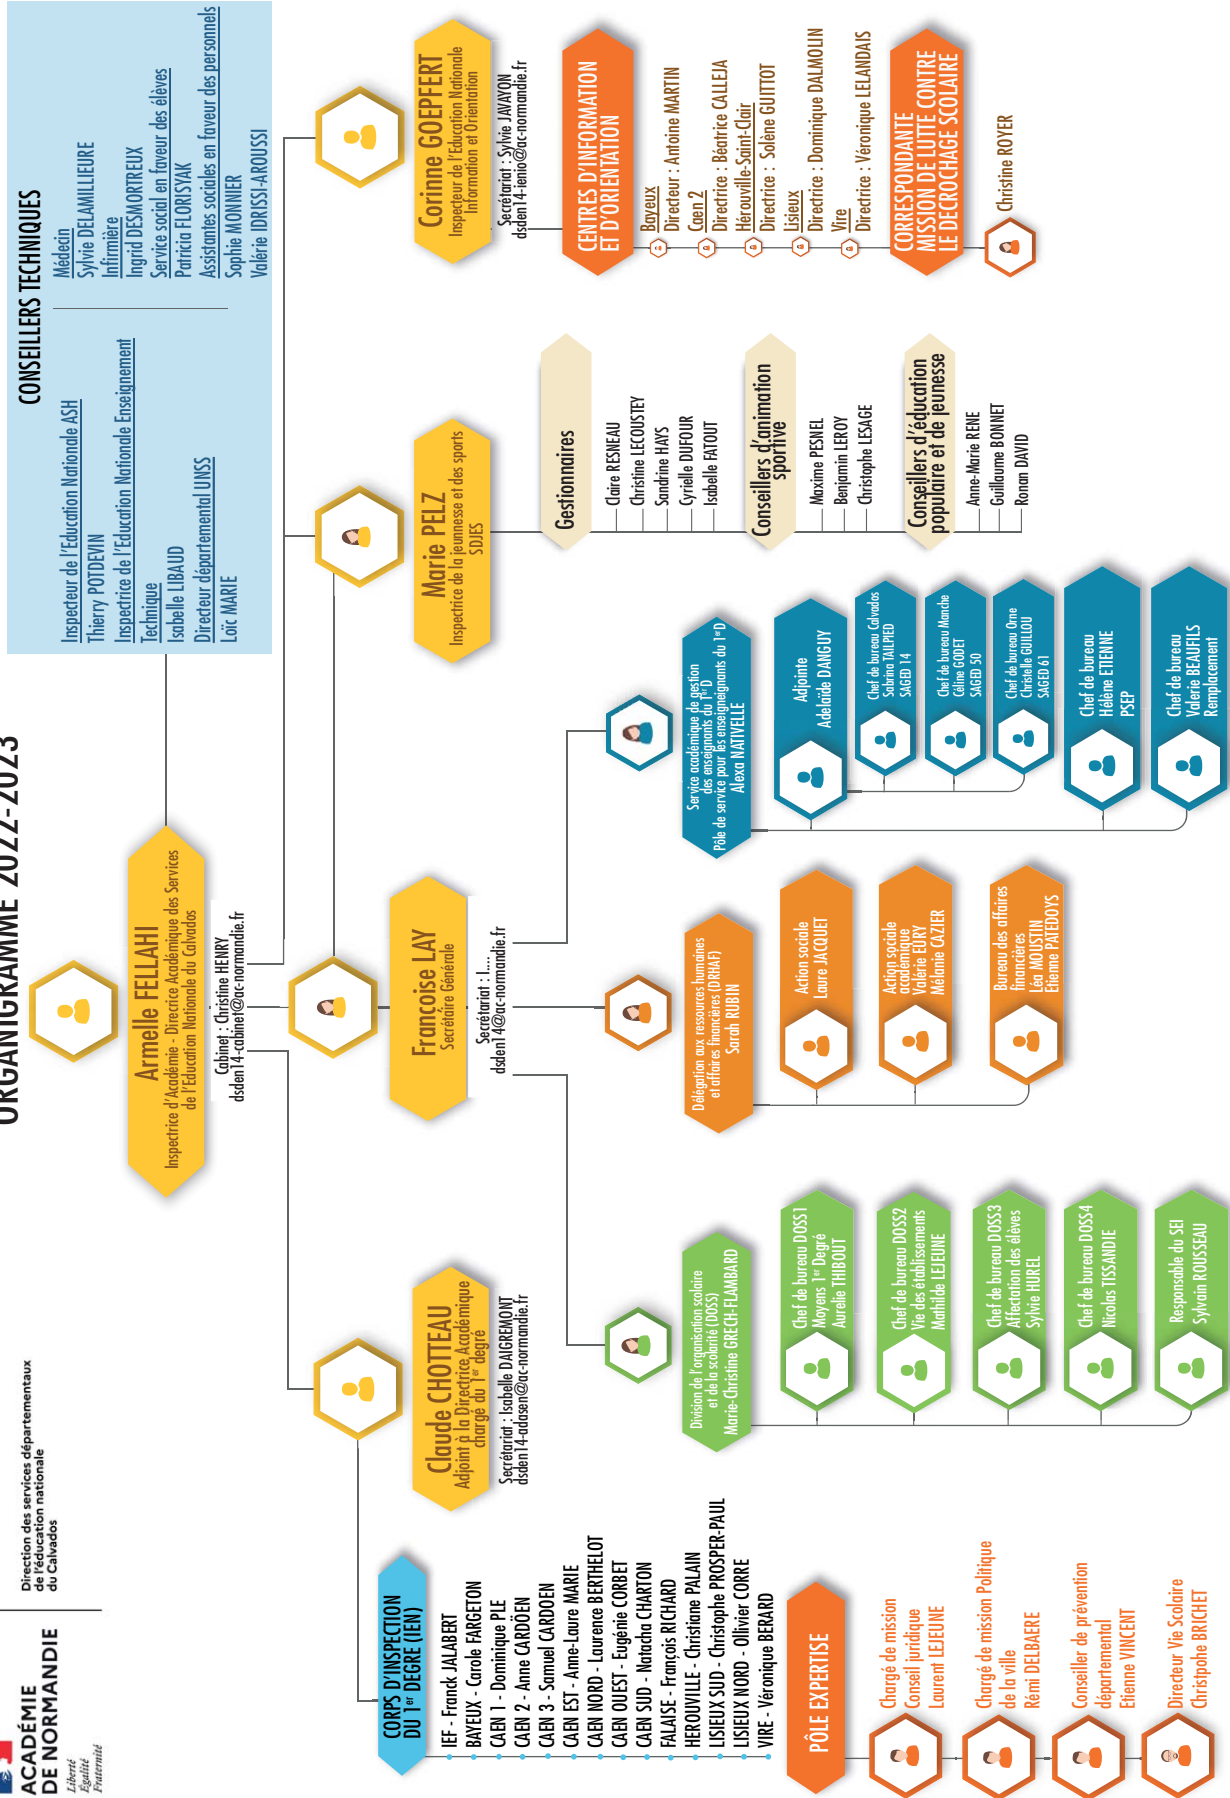 ACADÉMIE
DE NORMANDIE
Liberté
Égalité
Fraternité
Direction des services départementaux
de l'éducation nationale
du Calvados
ORGANIGRAMME 2022-2023
CONSEILLERS TECHNIQUES
Inspecteur de l'Education Nationale ASH
Thierry POTDEVIN
Inspectrice de l'Education Nationale Enseignement
Technique
Isabelle LIBAUD
Directeur départemental UNSS
Loïc MARIE
Médecin
Sylvie DELAMILLIEURE
Infirmière
Ingrid DESMORTREUX
Service social en faveur des élèves
Patricia FLORISYAK
Assistantes sociales en faveur des personnels
Sophie MONNIER
Valérie IDRISSI-AROUSSI
Armelle FELLAHI
Inspectrice d'Académie - Directrice Académique des Services
de l'Education Nationale du Calvados
Cabinet : Christine HENRY
dsden14-cabinet@ac-normandie.fr
Claude CHOTTEAU
Adjoint à la Directrice Académique
chargé du 1er degré
Secrétariat : Isabelle DAIGREMONT
dsden14-adasen@ac-normandie.fr
Francoise LAY
Secrétaire Générale
Secrétariat : I....
dsden14@ac-normandie.fr
Marie PELZ
Inspectrice de la jeunesse et des sports
SDJES
Corinne GOEPFERT
Inspecteur de l'Education Nationale
Information et Orientation
Secrétariat : Sylvie JAVAYON
dsden14-ienio@ac-normandie.fr
CORPS D'INSPECTION
DU 1er DEGRE (IEN)
IEF - Franck JALABERT
BAYEUX - Carole FARGETON
CAEN 1 - Dominique PLE
CAEN 2 - Anne CARDÖEN
CAEN 3 - Samuel CARDOEN
CAEN EST - Anne-Laure MARIE
CAEN NORD - Laurence BERTHELOT
CAEN OUEST - Eugénie CORBET
CAEN SUD - Natacha CHARTON
FALAISE - François RICHARD
HEROUVILLE - Christiane PALAIN
LISIEUX SUD - Christophe PROSPER-PAUL
LISIEUX NORD - Ollivier CORRE
VIRE - Véronique BERARD
PÔLE EXPERTISE
Chargé de mission
Conseil juridique
Laurent LEJEUNE
Chargé de mission Politique
de la ville
Rémi DELBAERE
Conseiller de prévention
départemental
Etienne VINCENT
Directeur Vie Scolaire
Chrispohe BRICHET
Division de l'organisation scolaire
et de la scolarité (DOSS)
Marie-Christine GRECH-FLAMBARD
Chef de bureau DOSS1
Moyens 1er Degré
Aurelie THIBOUT
Chef de bureau DOSS2
Vie des établissements
Mathilde LEJEUNE
Chef de bureau DOSS3
Affectation des élèves
Sylvie HUREL
Chef de bureau DOSS4
Nicolas TISSANDIE
Responsable du SEI
Sylvain ROUSSEAU
Délégation aux ressources humaines
et affaires financières (DRHAF)
Sarah RUBIN
Action sociale
Laure JACQUET
Action sociale
académique
Valérie EURY
Mélanie CAZIER
Bureau des affaires
financières
Léa MOUSTIN
Etienne PATEDOYS
Service académique de gestion
des enseignants du 1er D
Pôle de service pour les enseigneignants du 1er D
Alexa NATIVELLE
Adjointe
Adelaïde DANGUY
Chef de bureau Calvados
Sabrina TAILPIED
SAGED 14
Chef de bureau Manche
Céline GODET
SAGED 50
Chef de bureau Orne
Christelle GUILLOU
SAGED 61
Chef de bureau
Hélène ETIENNE
PSEP
Chef de bureau
Valerie BEAUFILS
Remplacement
Gestionnaires
Claire RESNEAU
Christine LECOUSTEY
Sandrine HAYS
Cyrielle DUFOUR
Isabelle FATOUT
Conseillers d'animation
sportive
Maxime PESNEL
Benjamin LEROY
Christophe LESAGE
Conseillers d'éducation
populaire et de jeunesse
Anne-Marie RENE
Guillaume BONNET
Ronan DAVID
CENTRES D'INFORMATION
ET D'ORIENTATION
Bayeux
Directeur : Antoine MARTIN
Caen 2
Directrice : Béatrice CALLEJA
Hérouville-Saint-Clair
Directrice : Solène GUITTOT
Lisieux
Directrice : Dominique DALMOLIN
Vire
Directrice : Véronique LELANDAIS
CORRESPONDANTE
MISSION DE LUTTE CONTRE
LE DECROCHAGE SCOLAIRE
Christine ROYER